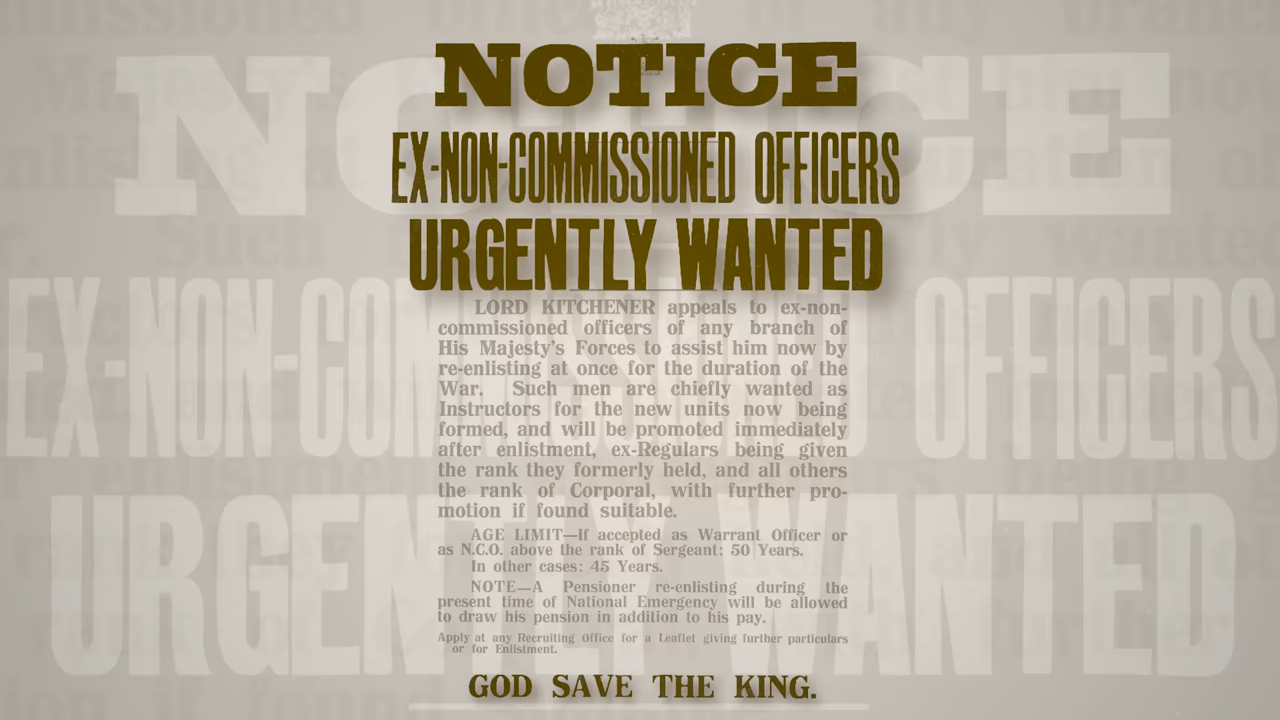 NOTICE
EX-NON-COMMISSIONED OFFICERS
URGENTLY WANTED
LORD KITCHENER appeals to ex-non-
commissioned officers of any branch of
His Majesty's Forces to assist him now by
re-enlisting at once for the duration of the
War. Such men are chiefly wanted as
Instructors for the new units now being
formed, and will be promoted immediately
after enlistment, ex-Regulars being given
the rank they formerly held, and all others
the rank of Corporal, with further pro-
motion if found suitable.
AGE LIMIT—If accepted as Warrant Officer or
as N.C.O. above the rank of Sergeant: 50 Years.
In other cases: 45 Years.
NOTE—A Pensioner re-enlisting during the
present time of National Emergency will be allowed
to draw his pension in addition to his pay.
Apply at any Recruiting Office for a Leaflet giving further particulars
or for Enlistment.
GOD SAVE THE KING.
NOTICE
EX-NON-COMMISSIONED OFFICERS
URGENTLY WANTED